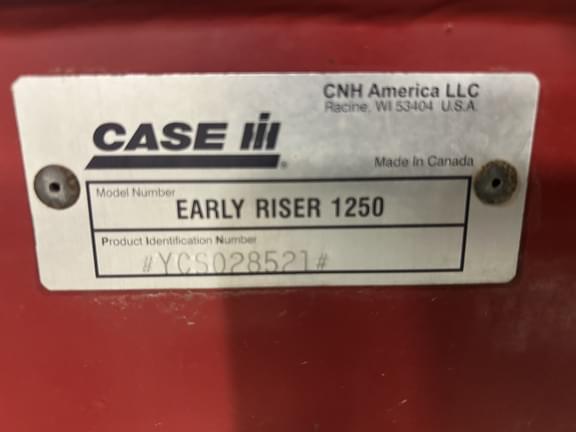 CNH America LLC
Racine, WI 53404 U.S.A.
CASE IH
Made In Canada
Model Number
EARLY RISER 1250
Product Identification Number
#YCS028521#